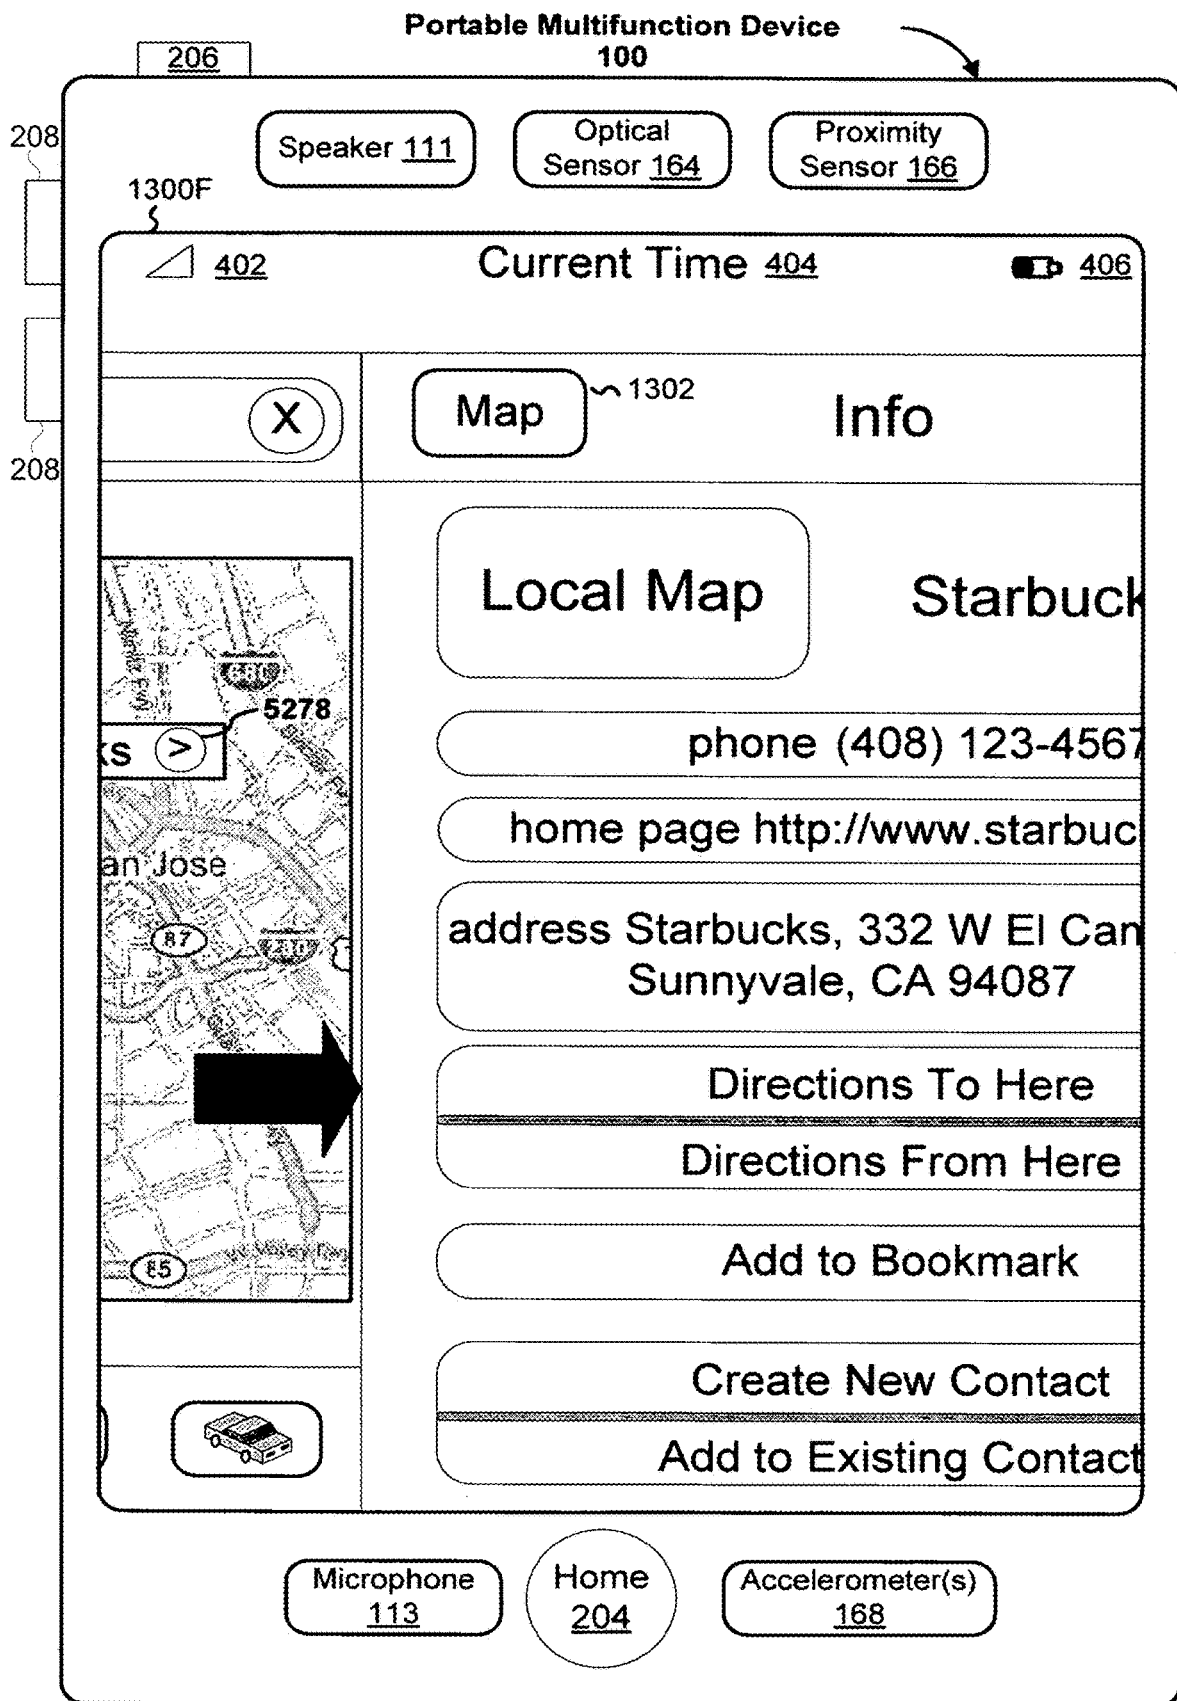 Portable Multifunction Device
100
206
208
Speaker 111
Optical
Sensor 164
Proximity
Sensor 166
1300F
402
Current Time 404
406
X
Map
1302
Info
208
Local Map
Starbuck
680
5278
ks >
phone (408) 123-4567
home page http://www.starbuc
an Jose
87
address Starbucks, 332 W El Cam
Sunnyvale, CA 94087
Directions To Here
Directions From Here
85
Add to Bookmark
Create New Contact
Add to Existing Contact
Microphone
113
Home
204
Accelerometer(s)
168